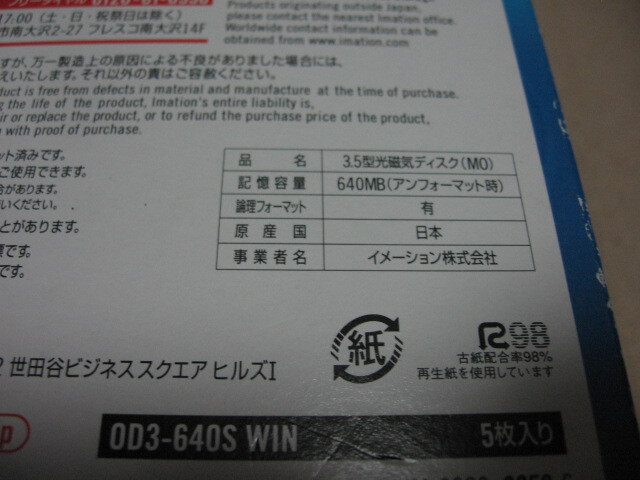 Products originating outside Japan,
please contact the nearest Imation office.
Worldwide contact information can be
obtained from www.imation.com
17:00 (土・日・祝祭日は除く)
市南大沢2-27 フレスコ南大沢14F
すが、万一製造上の原因による不良がありました場合には、
えいたします。それ以外の責はご容赦ください。
duct is free from defects in material and manufacture at the time of purchase.
g the life of the product, Imation's entire liability is,
ir or replace the product, or to refund the purchase price of the product,
n with proof of purchase.
ット済みです。
ご使用できます。
合があります。
いください。
とがあります。
標です。
です。
品名 3.5型光磁気ディスク(MO)
記憶容量 640MB(アンフォーマット時)
論理フォーマット 有
原産国 日本
事業者名 イメーション株式会社
紙
R98
古紙配合率98%
再生紙を使用しています
2 世田谷ビジネススクエア ヒルズI
p
OD3-640S WIN 5枚入り